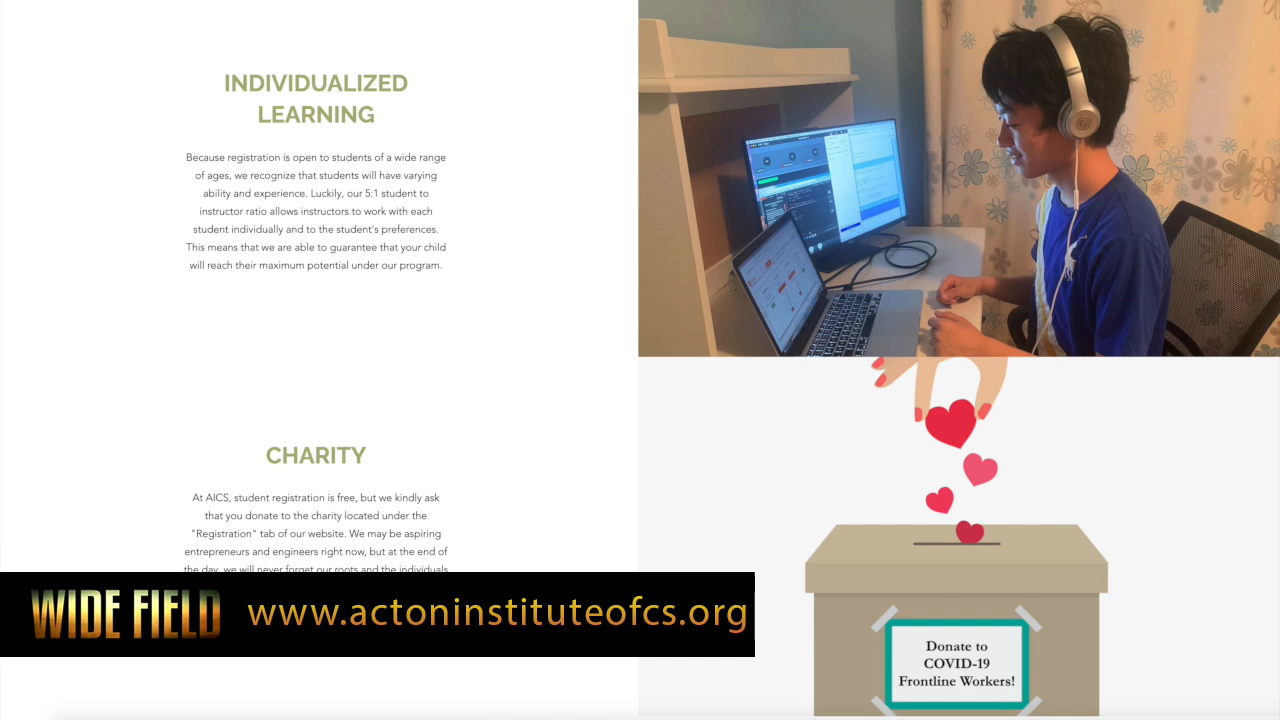 INDIVIDUALIZED
LEARNING
Because registration is open to students of a wide range
of ages, we recognize that students will have varying
ability and experience. Luckily, our 5:1 student to
instructor ratio allows instructors to work with each
student individually and to the student's preferences.
This means that we are able to guarantee that your child
will reach their maximum potential under our program.
CHARITY
At AICS, student registration is free, but we kindly ask
that you donate to the charity located under the
"Registration" tab of our website. We may be aspiring
entrepreneurs and engineers right now, but at the end of
the day, we will never forget our roots and the individuals
WIDE FIELD
www.actoninstituteofcs.org
Donate to
COVID-19
Frontline Workers!